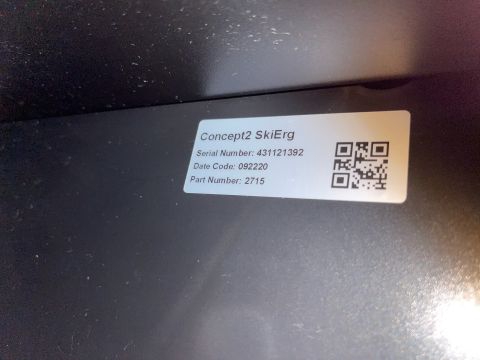 Concept2 SkiErg
Serial Number: 431121392
Date Code: 092220
Part Number: 2715